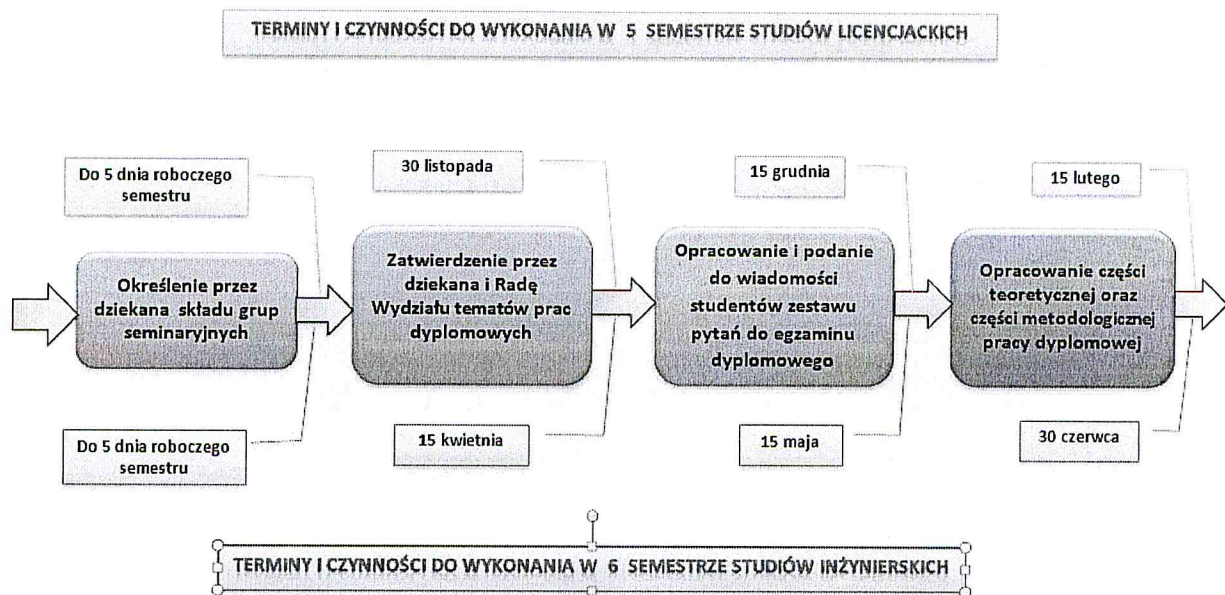 TERMINY I CZYNNOŚCI DO WYKONANIA W 5 SEMESTRZE STUDIÓW LICENCJACKICH
Do 5 dnia roboczego
semestru
30 listopada
15 grudnia
15 lutego
Określenie przez
dziekana składu grup
seminaryjnych
Zatwierdzenie przez
dziekana i Radę
Wydziału tematów prac
dyplomowych
Opracowanie i podanie
do wiadomości
studentów zestawu
pytań do egzaminu
dyplomowego
Opracowanie części
teoretycznej oraz
części metodologicznej
pracy dyplomowej
Do 5 dnia roboczego
semestru
15 kwietnia
15 maja
30 czerwca
TERMINY I CZYNNOŚCI DO WYKONANIA W 6 SEMESTRZE STUDIÓW INŻYNIERSKICH